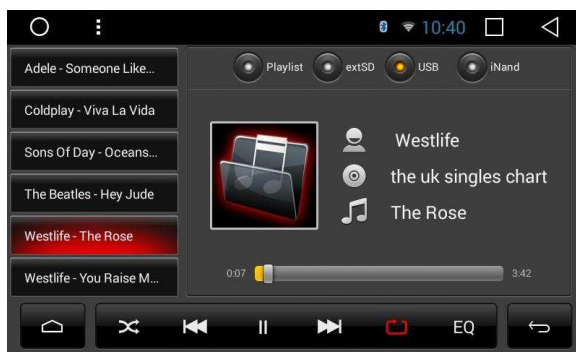 10:40
Adele - Someone Like...
Coldplay - Viva La Vida
Sons Of Day - Oceans...
The Beatles - Hey Jude
Westlife - The Rose
Westlife - You Raise M...
Playlist extSD USB iNand
Westlife
the uk singles chart
The Rose
0:07 3:42
EQ